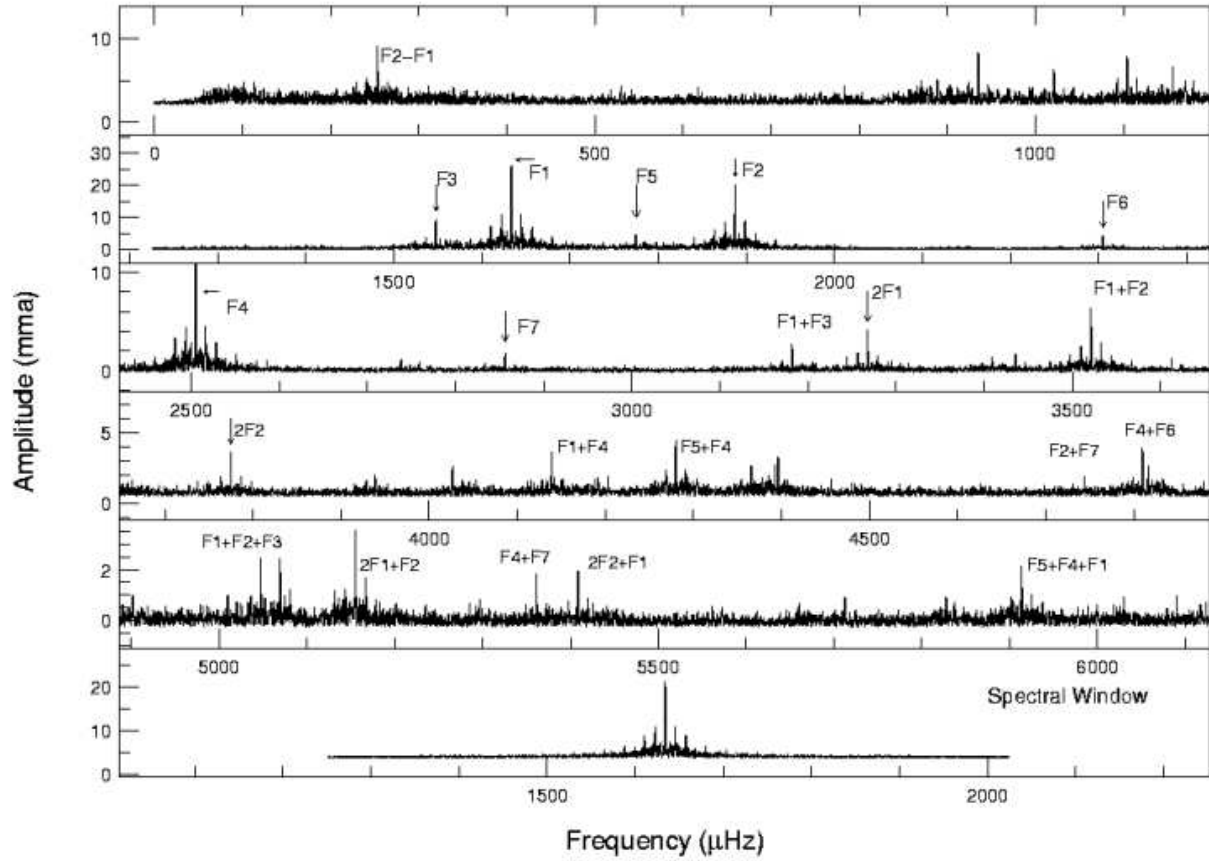 10
F2-F1
0
0 500 1000
30
F3
F1
F5
F2
20
F6
10
0
1500 2000
10
F4
F7
F1+F3
2F1
F1+F2
0
2500 3000 3500
2F2
F1+F4
F5+F4
F2+F7
F4+F6
5
0
4000 4500
F1+F2+F3
2F1+F2
F4+F7
2F2+F1
F5+F4+F1
2
0
5000 5500 6000
Spectral Window
20
10
0
1500 2000
Amplitude (mma)
Frequency (μHz)